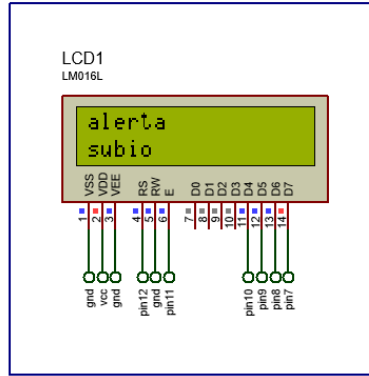 LCD1
LM016L
alerta
subio
VSS VDD VEE RS RW E D0 D1 D2 D3 D4 D5 D6 D7
1 2 3 4 5 6 7 8 9 10 11 12 13 14
gnd vcc gnd pin12 gnd pin11 pin10 pin9 pin8 pin7